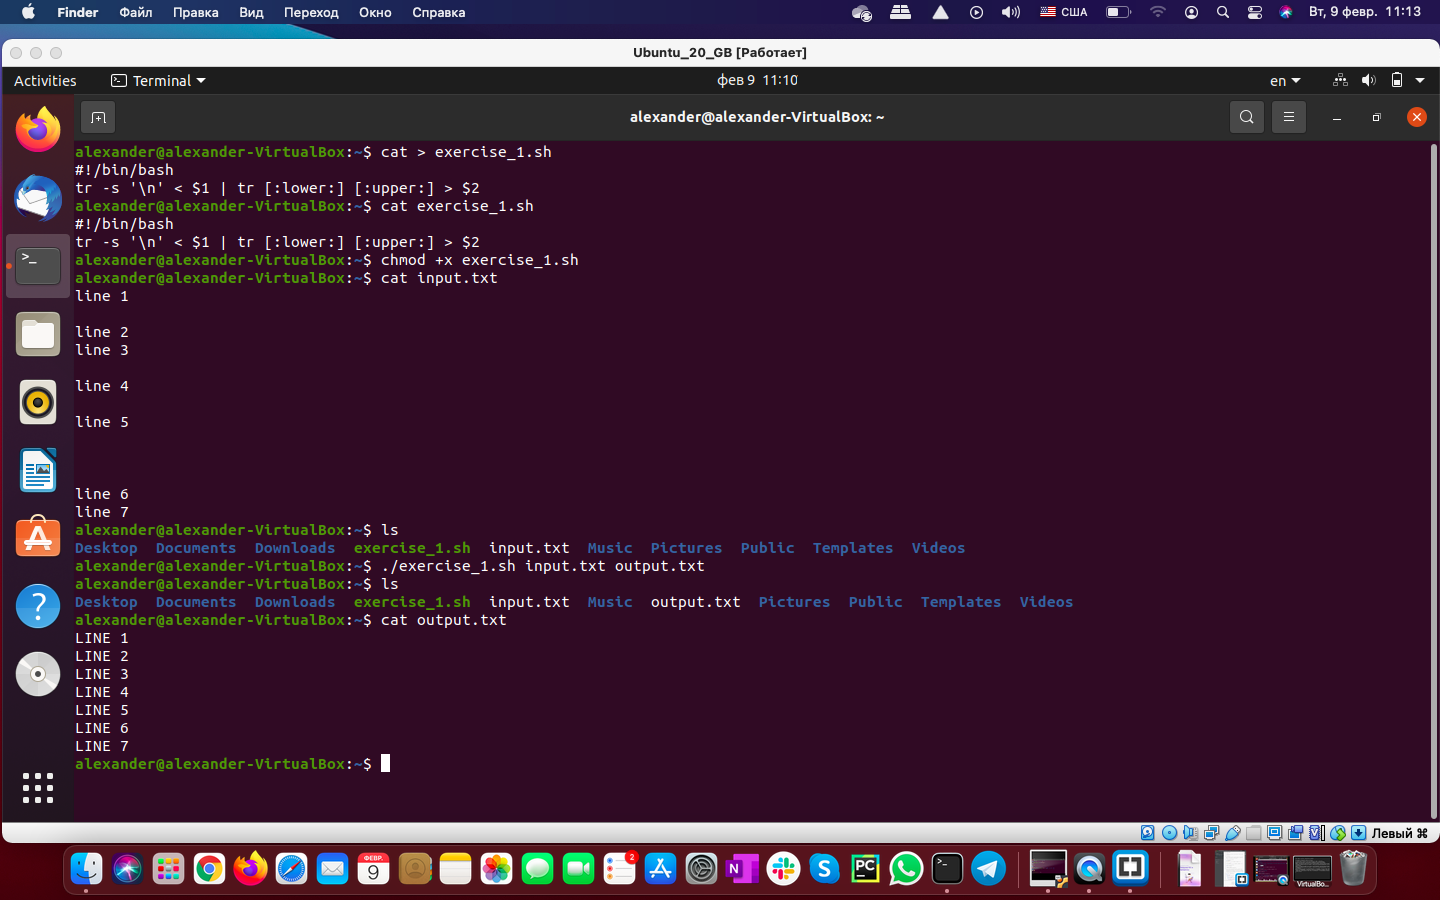 Finder Файл Правка Вид Переход Окно Справка США Вт, 9 февр. 11:13
Ubuntu_20_GB [Работает]
Activities Terminal фев 9 11:10 en
alexander@alexander-VirtualBox: ~
alexander@alexander-VirtualBox:~$ cat > exercise_1.sh
#!/bin/bash
tr -s '\n' < $1 | tr [:lower:] [:upper:] > $2
alexander@alexander-VirtualBox:~$ cat exercise_1.sh
#!/bin/bash
tr -s '\n' < $1 | tr [:lower:] [:upper:] > $2
alexander@alexander-VirtualBox:~$ chmod +x exercise_1.sh
alexander@alexander-VirtualBox:~$ cat input.txt
line 1
line 2
line 3
line 4
line 5
line 6
line 7
alexander@alexander-VirtualBox:~$ ls
Desktop Documents Downloads exercise_1.sh input.txt Music Pictures Public Templates Videos
alexander@alexander-VirtualBox:~$ ./exercise_1.sh input.txt output.txt
alexander@alexander-VirtualBox:~$ ls
Desktop Documents Downloads exercise_1.sh input.txt Music output.txt Pictures Public Templates Videos
alexander@alexander-VirtualBox:~$ cat output.txt
LINE 1
LINE 2
LINE 3
LINE 4
LINE 5
LINE 6
LINE 7
alexander@alexander-VirtualBox:~$
Левый ⌘
ФЕВР.
9
2
N
S
PC
VirtualBo...